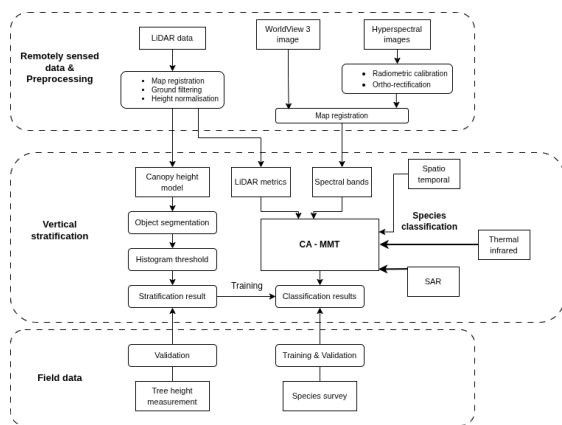 LiDAR data
WorldView 3
image
Hyperspectral
images
Remotely sensed
data &
Preprocessing
• Map registration
• Ground filtering
• Height normalisation
• Radiometric calibration
• Ortho-rectification
Map registration
Canopy height
model
LiDAR metrics
Spectral bands
Spatio
temporal
Vertical
stratification
Object segmentation
Species
classification
CA - MMT
Thermal
infrared
Histogram threshold
SAR
Stratification result
Training
Classification results
Validation
Training & Validation
Field data
Tree height
measurement
Species survey